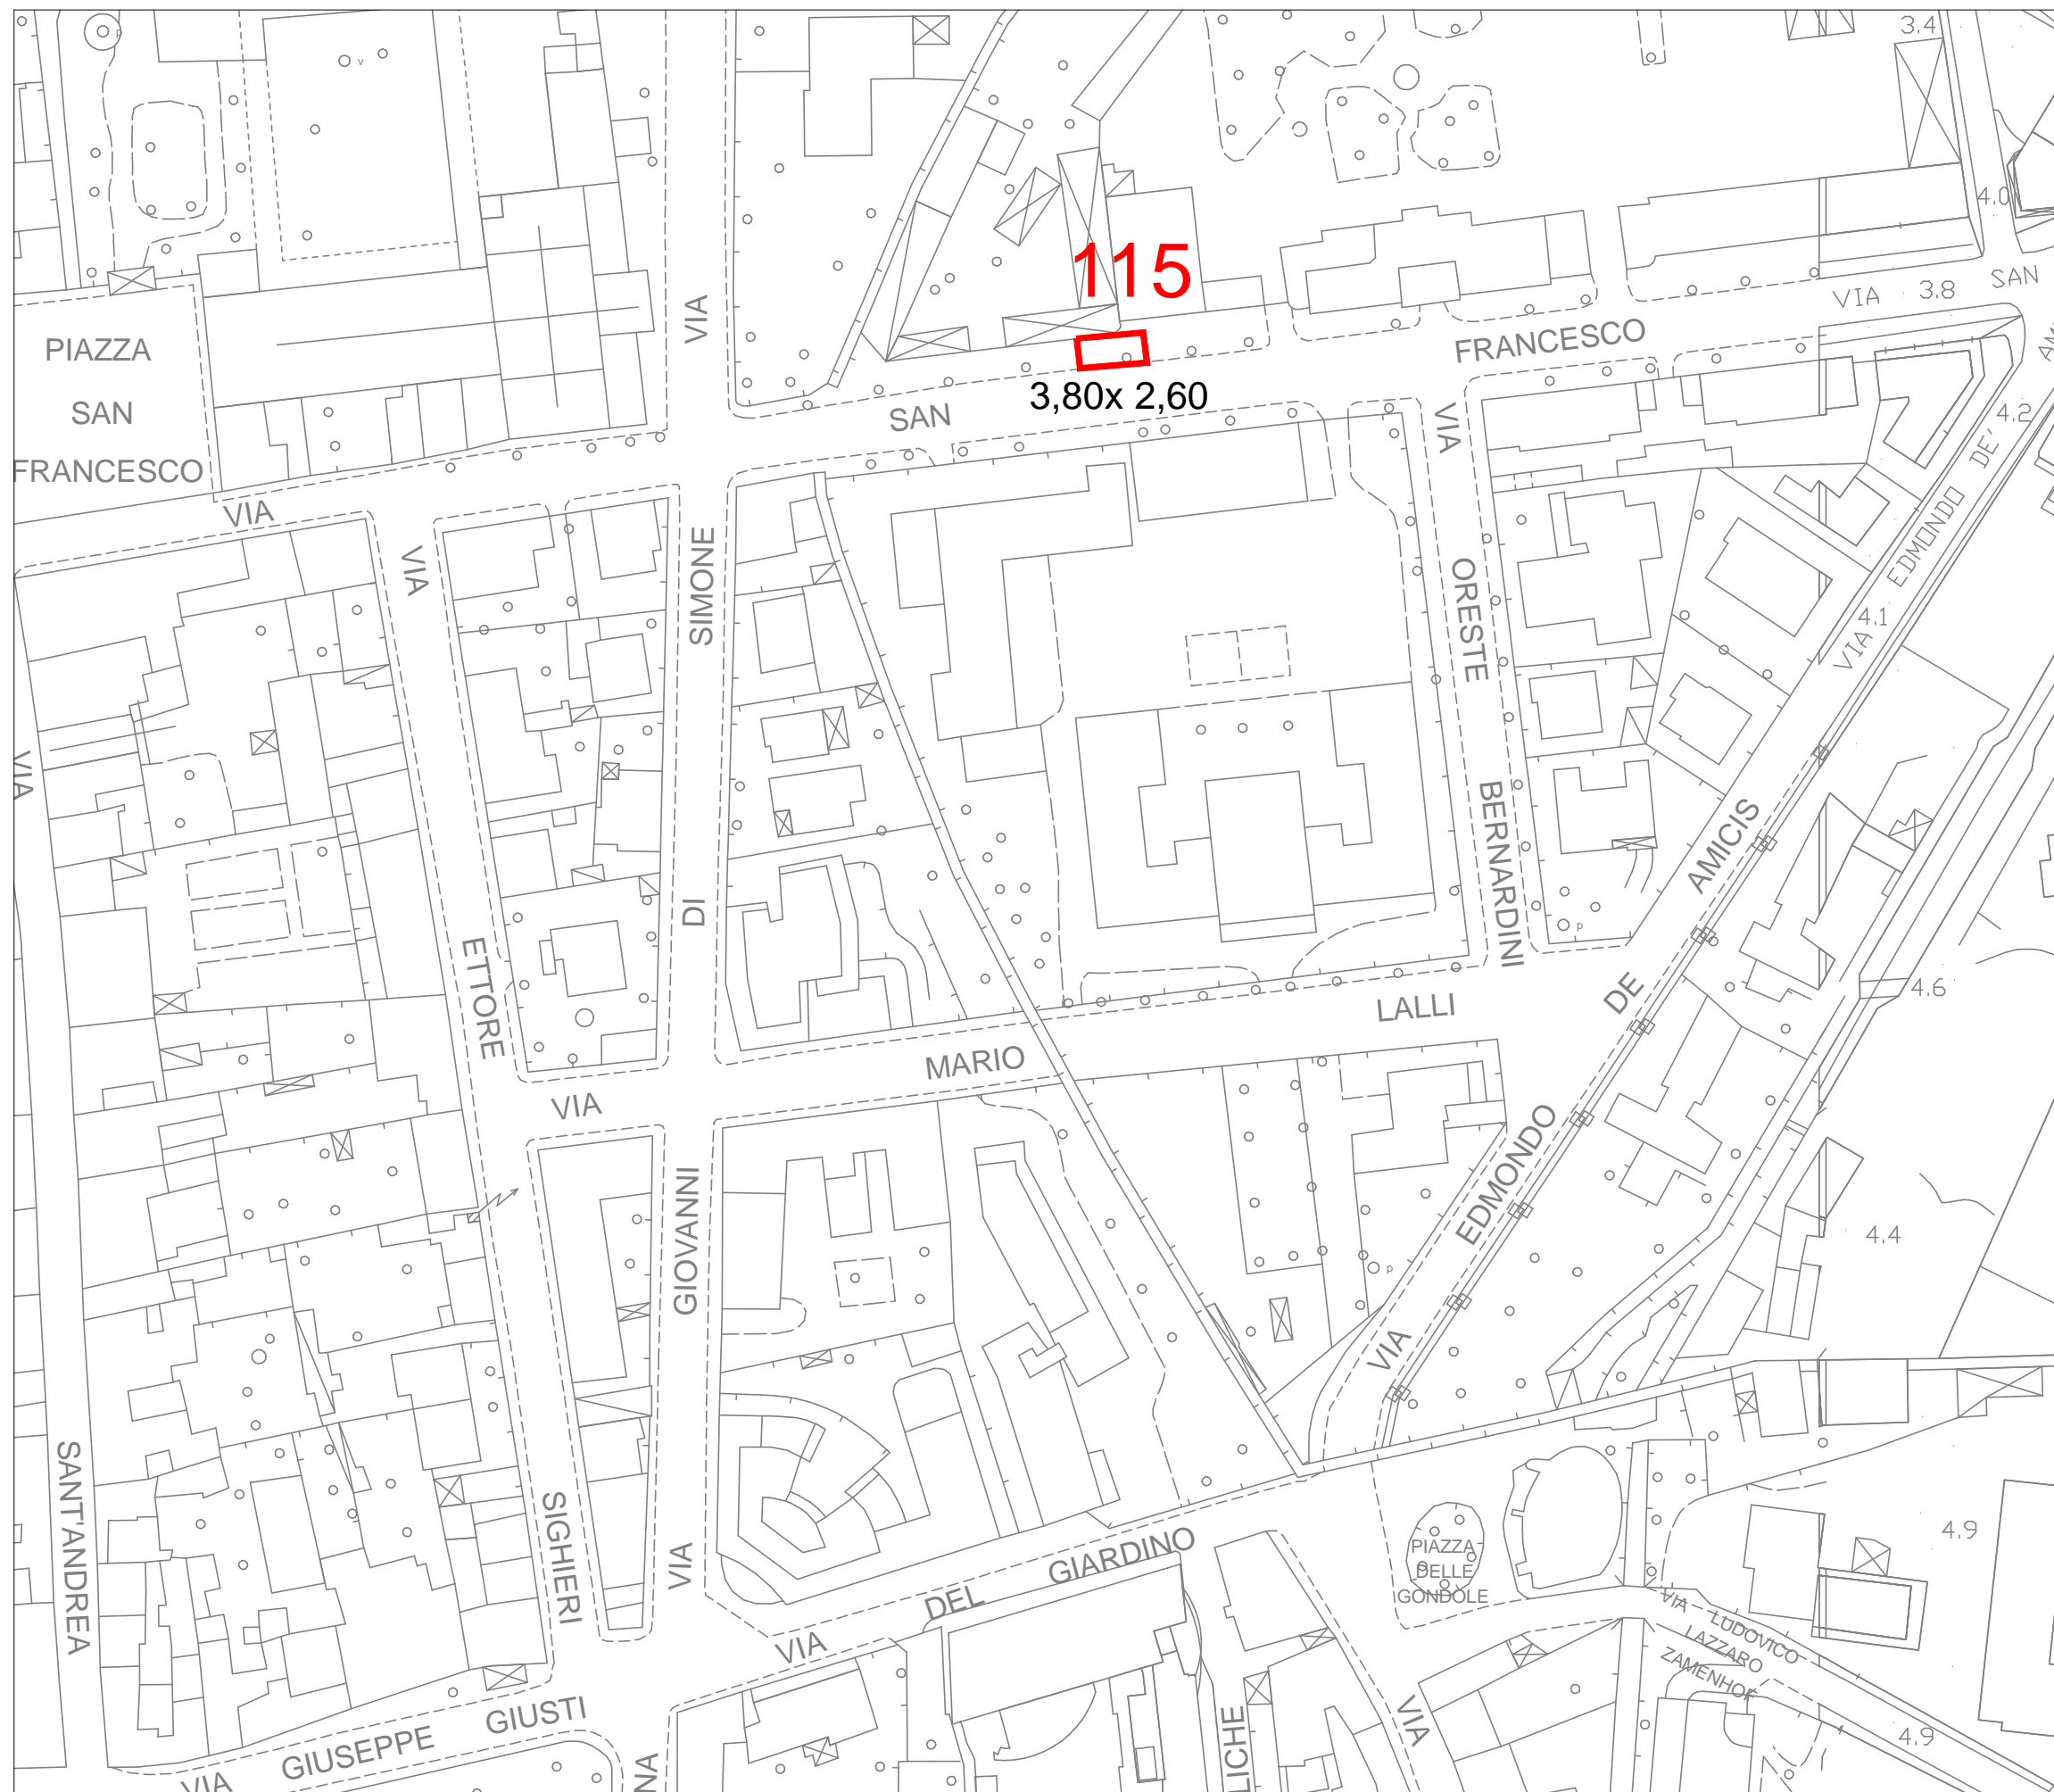 3.4
4.0
SAN
VIA
3.8
115
VIA
PIAZZA
SAN
FRANCESCO
FRANCESCO
3,80x 2,60
SAN
VIA
4.2
DE'
VIA
VIA
SIMONE
EDMONDO
ORESTE
4.1
VIA
VIA
BERNARDINI
AMICIS
DI
ETTORE
4.6
DE
LALLI
MARIO
VIA
EDMONDO
GIOVANNI
4.4
VIA
SANT'ANDREA
SIGHIERI
VIA
4.9
GIARDINO
PIAZZA
DELLE
GONDOLE
DEL
VIA
VIA
LUDOVICO
LAZZARO
ZAMENHOF
GIUSTI
GIUSEPPE
VIA
VIA
4.9
p
v
p
p